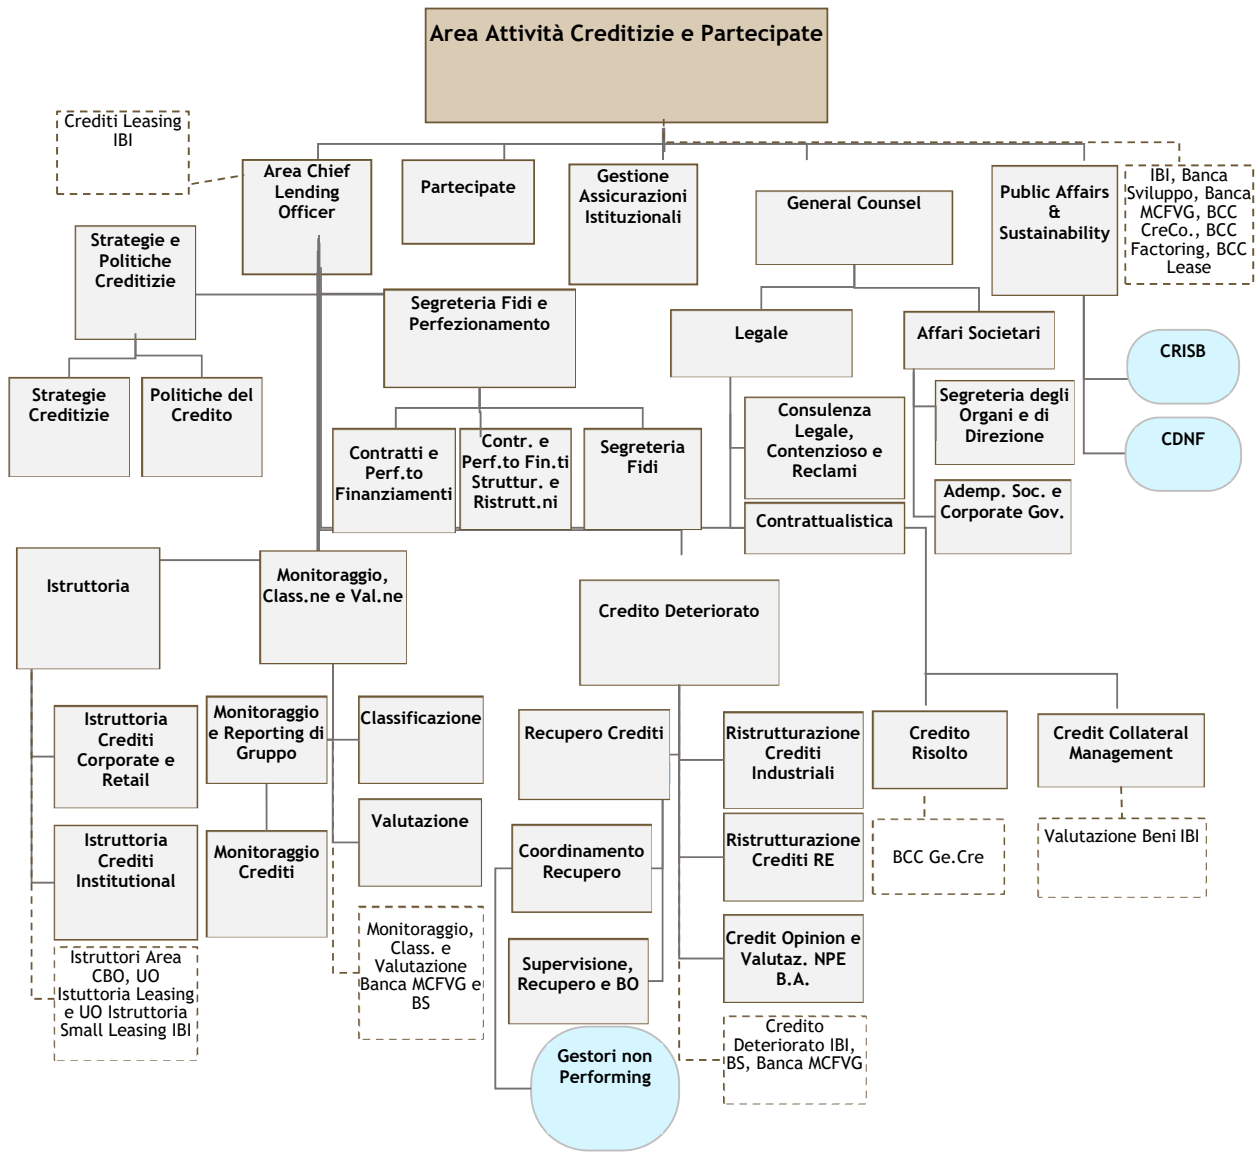 Area Attività Creditizie e Partecipate
Crediti Leasing
IBI
Area Chief
Lending
Officer
Partecipate
Gestione
Assicurazioni
Istituzionali
General Counsel
Public Affairs
&
Sustainability
IBI, Banca
Sviluppo, Banca
MCFVG, BCC
CreCo., BCC
Factoring, BCC
Lease
Strategie e
Politiche
Creditizie
Segreteria Fidi e
Perfezionamento
Legale
Affari Societari
CRISB
Strategie
Creditizie
Politiche del
Credito
Consulenza
Legale,
Contenzioso e
Reclami
Segreteria degli
Organi e di
Direzione
CDNF
Contratti e
Perf.to
Finanziamenti
Contr. e
Perf.to Fin.ti
Struttur. e
Ristrutt.ni
Segreteria
Fidi
Contrattualistica
Ademp. Soc. e
Corporate Gov.
Istruttoria
Monitoraggio,
Class.ne e Val.ne
Credito Deteriorato
Istruttoria
Crediti
Corporate e
Retail
Monitoraggio
e Reporting di
Gruppo
Classificazione
Recupero Crediti
Ristrutturazione
Crediti
Industriali
Credito
Risolto
Credit Collateral
Management
Istruttoria
Crediti
Institutional
Monitoraggio
Crediti
Valutazione
Coordinamento
Recupero
Ristrutturazione
Crediti RE
BCC Ge.Cre
Valutazione Beni IBI
Istruttori Area
CBO, UO
Istuttoria Leasing
e UO Istruttoria
Small Leasing IBI
Monitoraggio,
Class. e
Valutazione
Banca MCFVG e
BS
Supervisione,
Recupero e BO
Credit Opinion e
Valutaz. NPE
B.A.
Gestori non
Performing
Credito
Deteriorato IBI,
BS, Banca MCFVG